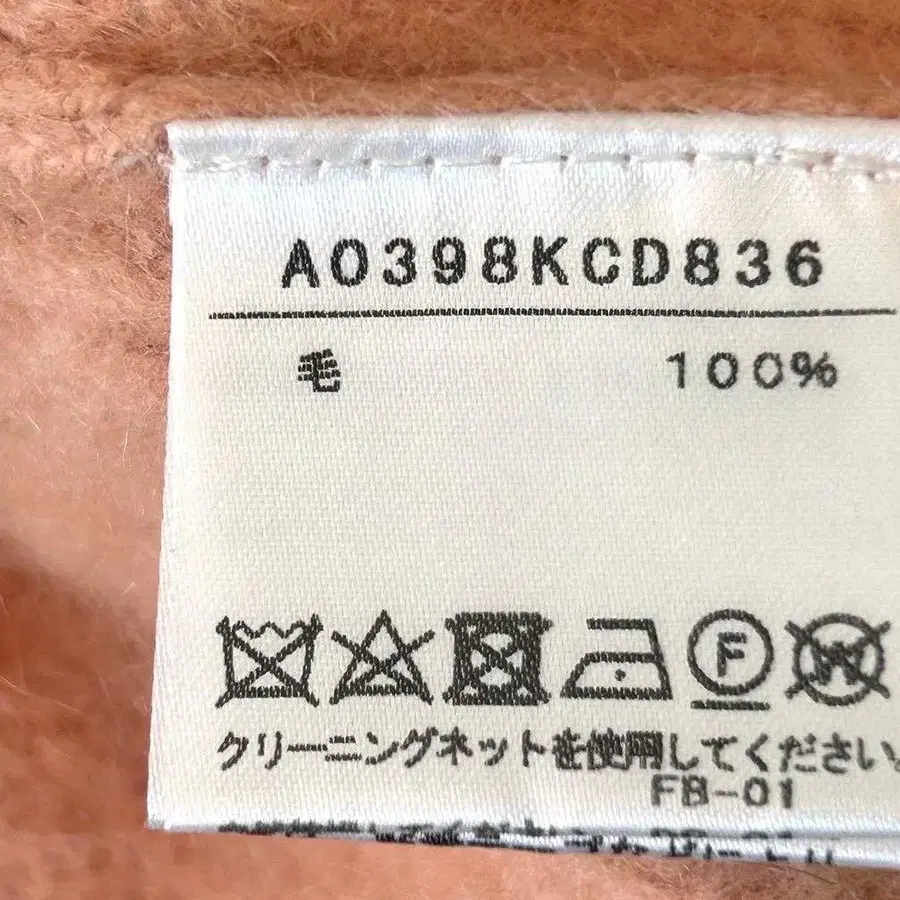 A0398KCD836
毛 100%
F W
クリーニングネットを使用してください。
FB-01